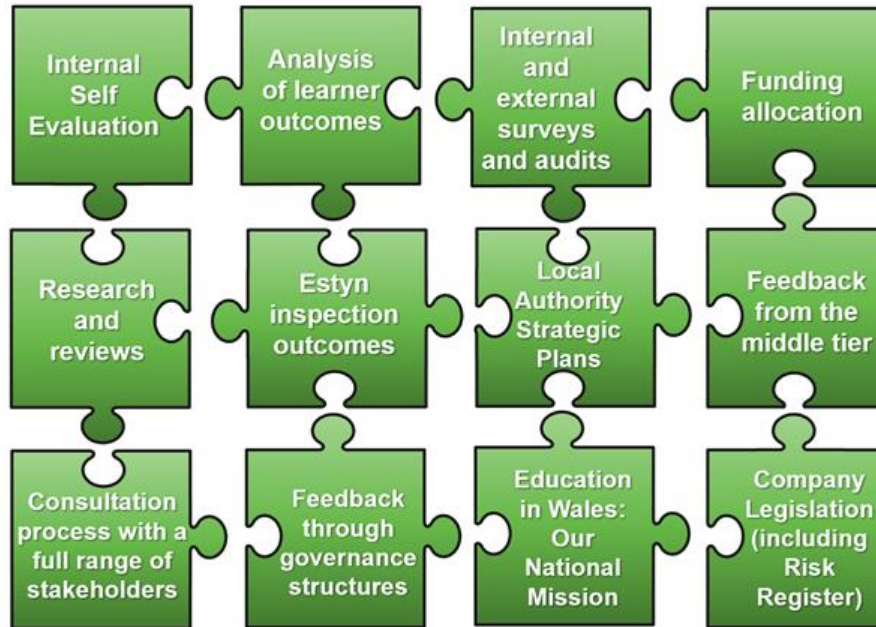 Internal
Self
Evaluation
Analysis
of learner
outcomes
Internal
and
external
surveys
and audits
Funding
allocation
Research
and
reviews
Estyn
inspection
outcomes
Local
Authority
Strategic
Plans
Feedback
from the
middle tier
Consultation
process with a
full range of
stakeholders
Feedback
through
governance
structures
Education
in Wales:
Our
National
Mission
Company
Legislation
(including
Risk
Register)